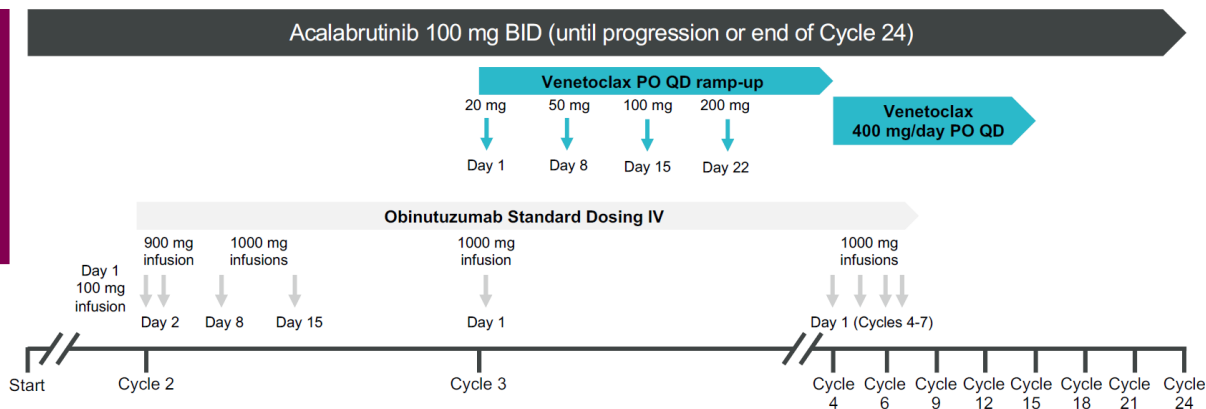 Acalabrutinib 100 mg BID (until progression or end of Cycle 24)
Venetoclax PO QD ramp-up
20 mg
50 mg
100 mg
200 mg
Day 1
Day 8
Day 15
Day 22
Venetoclax
400 mg/day PO QD
Obinutuzumab Standard Dosing IV
Day 1
100 mg
infusion
900 mg
infusion
1000 mg
infusions
1000 mg
infusion
1000 mg
infusions
Day 2
Day 8
Day 15
Day 1
Day 1 (Cycles 4-7)
Start
Cycle 2
Cycle 3
Cycle
4
Cycle
6
Cycle
9
Cycle
12
Cycle
15
Cycle
18
Cycle
21
Cycle
24